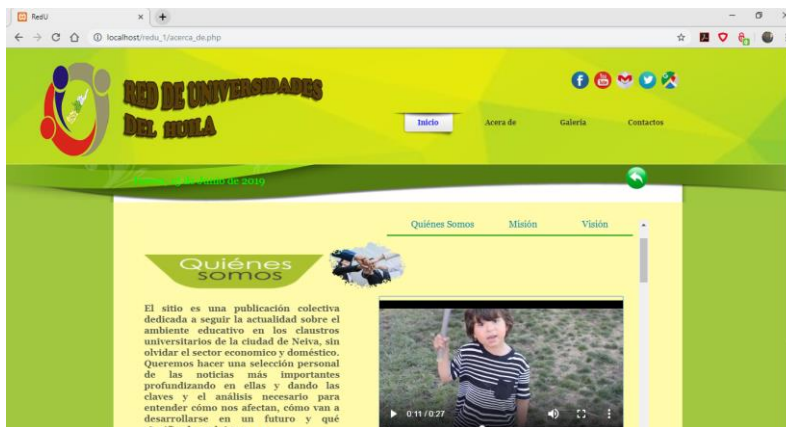 RedU
localhost/redu_1/acerca_de.php
RED DE UNIVERSIDADES
DEL HUILA
Inicio Acera de Galeria Contactos
de Junio de 2019
Quiénes Somos Misión Visión
Quiénes
somos
El sitio es una publicación colectiva
dedicada a seguir la actualidad sobre el
ambiente educativo en los claustros
universitarios de la ciudad de Neiva, sin
olvidar el sector economico y doméstico.
Queremos hacer una selección personal
de las noticias más importantes
profundizando en ellas y dando las
claves y el análisis necesario para
entender cómo nos afectan, cómo van a
desarrollarse en un futuro y qué
0:11 / 0:27